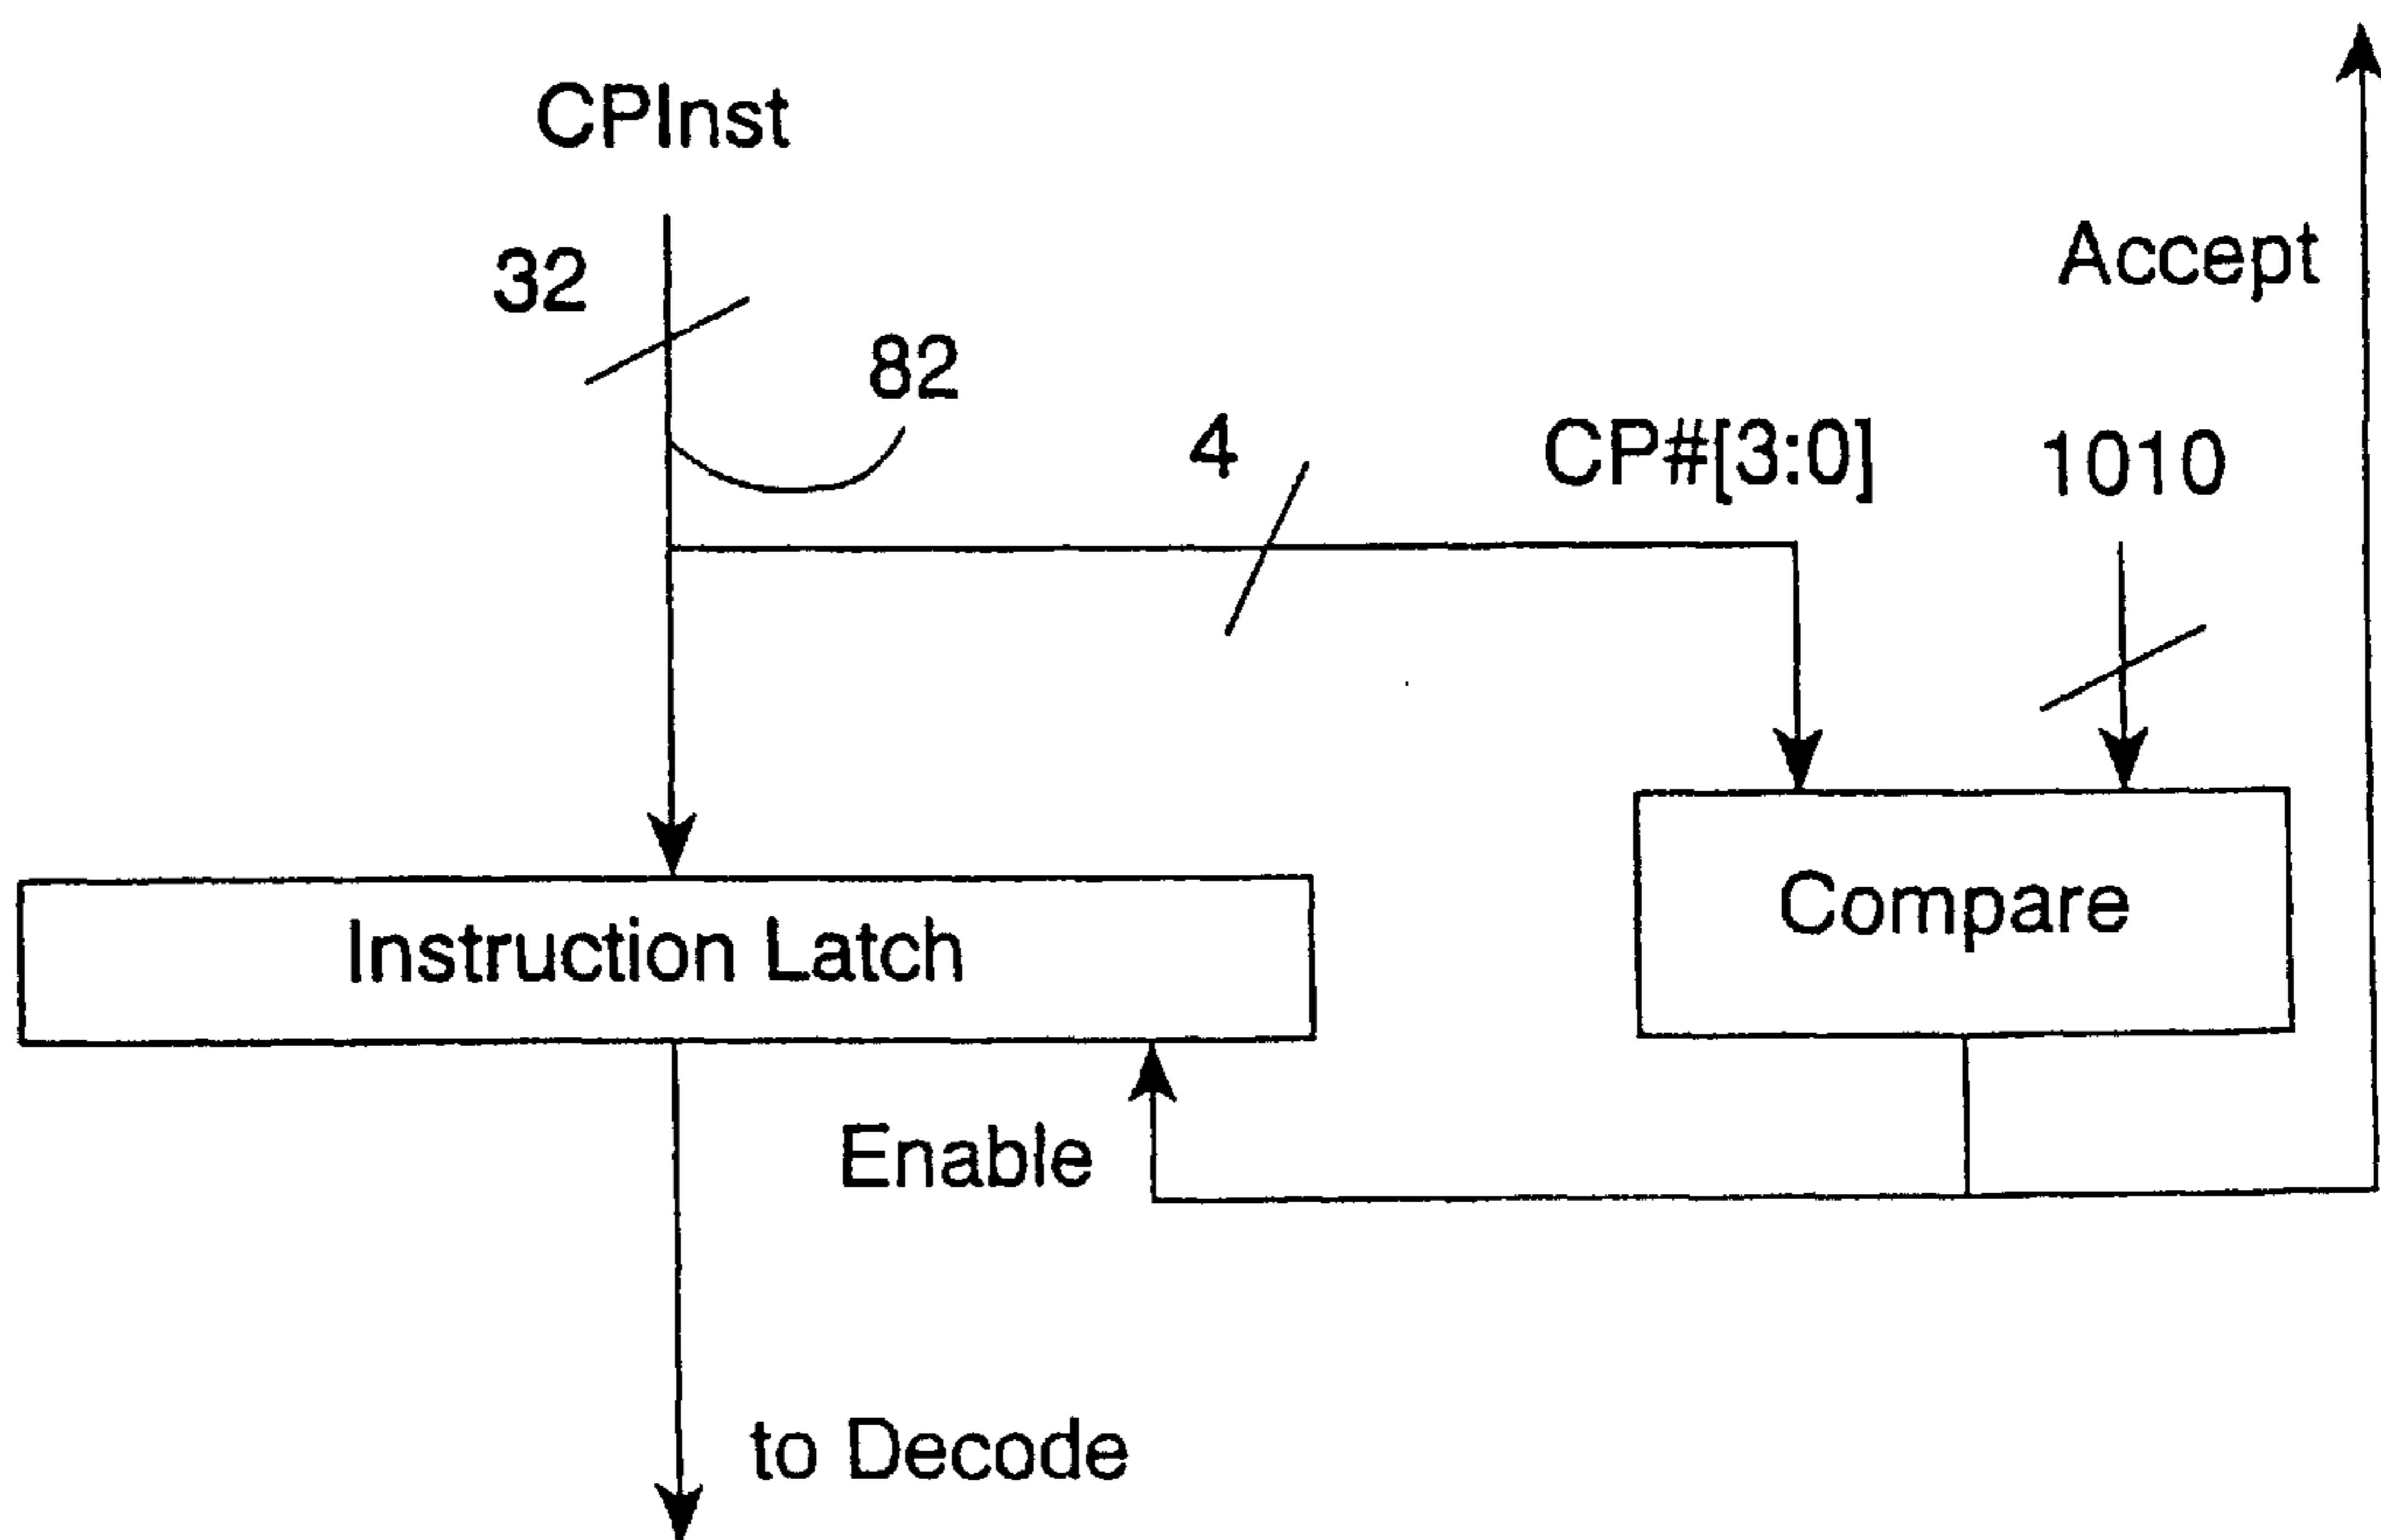 CPInst
Accept
32
82
4
CP#[3:0]
1010
Compare
Instruction Latch
Enable
to Decode